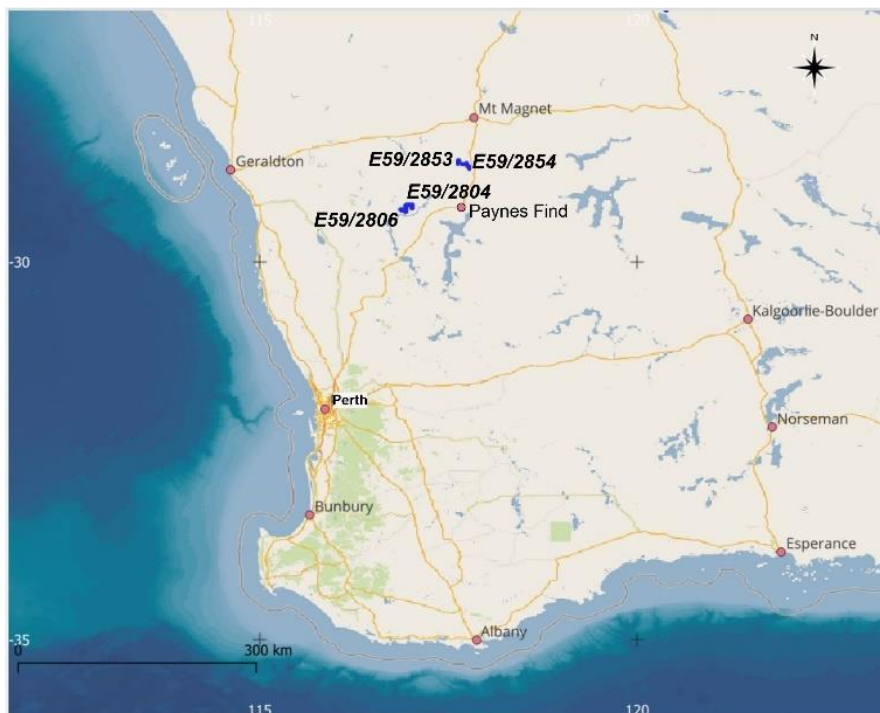 115 120
N
Mt Magnet
E59/2853 E59/2854
Geraldton
E59/2804
E59/2806 Paynes Find
-30
Kalgoorlie-Boulder
Perth
Norseman
Bunbury
Esperance
Albany
-35
0 300 km
115 120